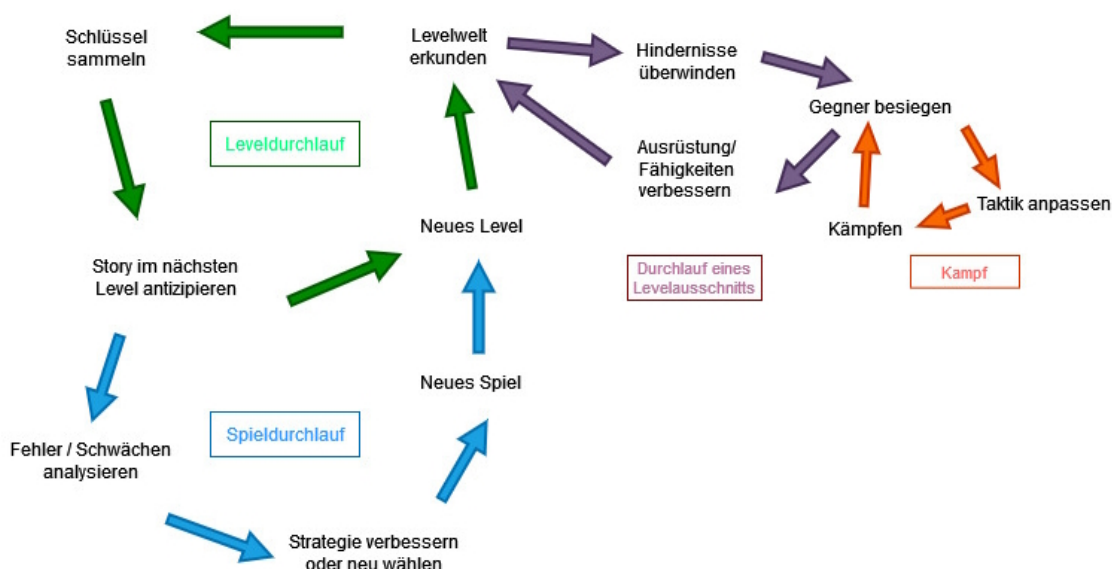 Schlüssel
sammeln
Levelwelt
erkunden
Hindernisse
überwinden
Gegner besiegen
Leveldurchlauf
Ausrüstung/
Fähigkeiten
verbessern
Taktik anpassen
Kämpfen
Neues Level
Story im nächsten
Level antizipieren
Durchlauf eines
Levelausschnitts
Kampf
Neues Spiel
Spieldurchlauf
Fehler / Schwächen
analysieren
Strategie verbessern
oder neu wählen